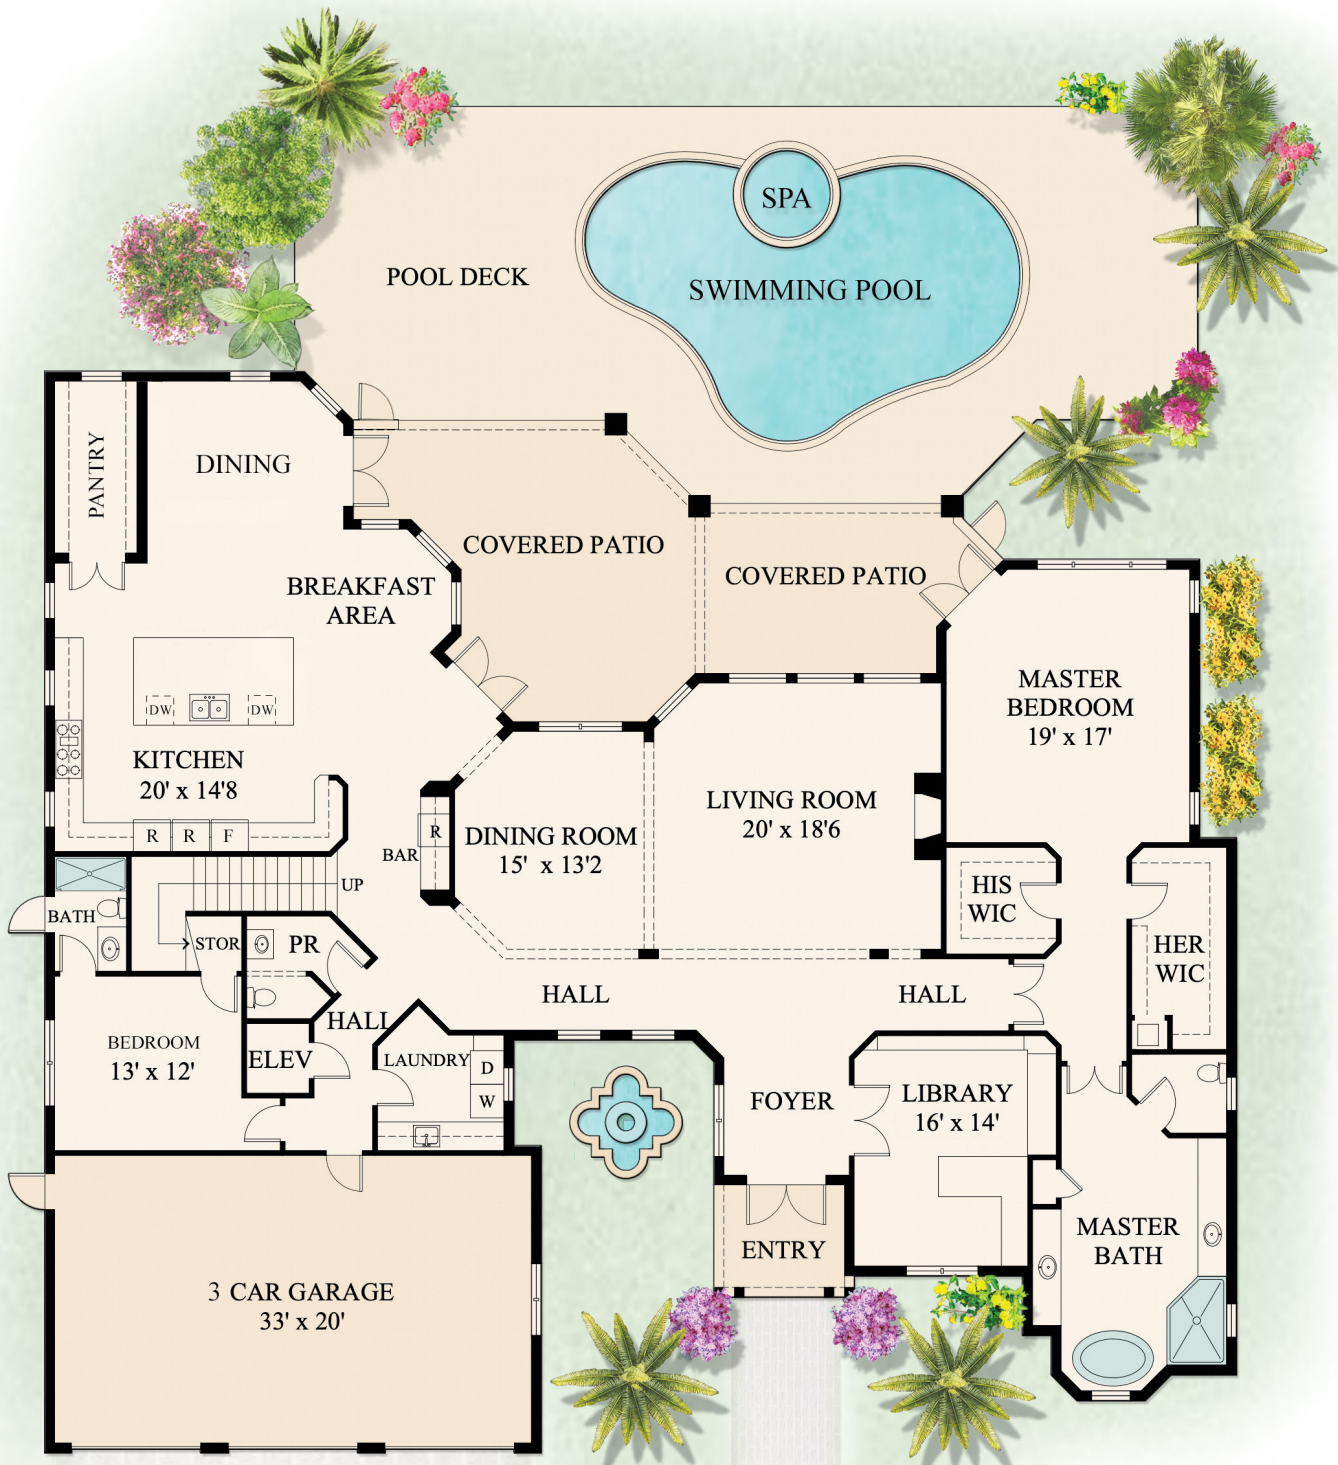 SPA
POOL DECK
SWIMMING POOL
PANTRY
DINING
COVERED PATIO
COVERED PATIO
BREAKFAST
AREA
MASTER
BEDROOM
19' x 17'
DW
DW
KITCHEN
20' x 14'8
R
R
F
R
BAR
DINING ROOM
15' x 13'2
LIVING ROOM
20' x 18'6
HIS
WIC
HER
WIC
UP
BATH
STOR
PR
HALL
HALL
HALL
BEDROOM
13' x 12'
ELEV
LAUNDRY
D
W
FOYER
LIBRARY
16' x 14'
ENTRY
MASTER
BATH
3 CAR GARAGE
33' x 20'